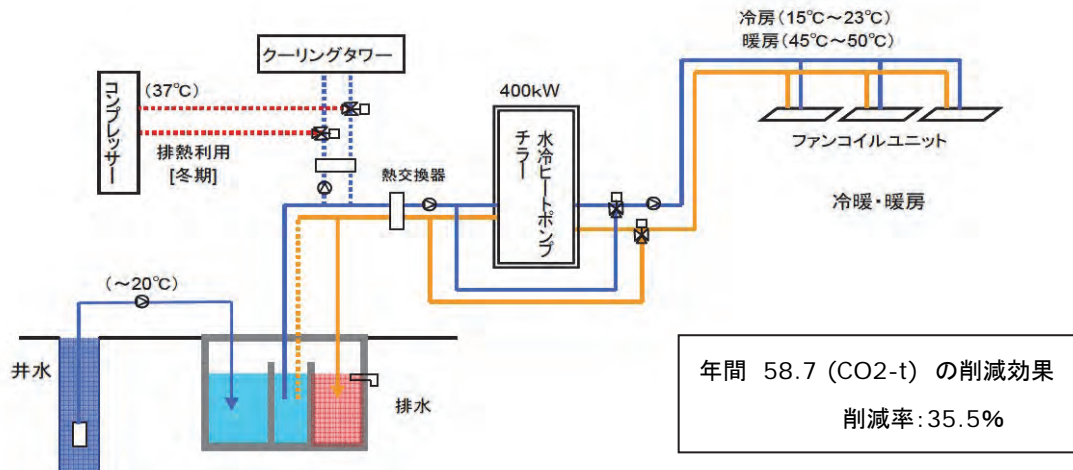 冷房(15℃～23℃)
暖房(45℃～50℃)
クーリングタワー
コンプレッサー
(37℃)
排熱利用
[冬期]
400kW
水冷ヒートポンプ
チラー
熱交換器
ファンコイルユニット
冷暖・暖房
(～20℃)
井水
排水
年間 58.7 (CO2-t) の削減効果
削減率:35.5%